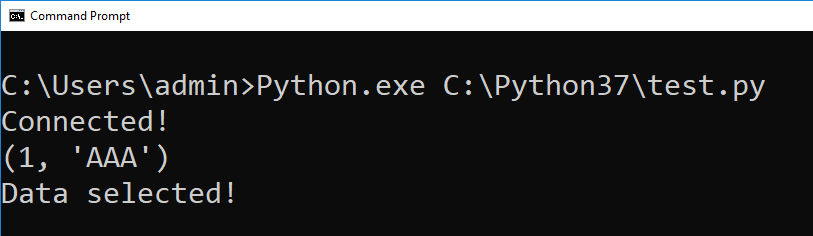 Command Prompt
C:\Users\admin>Python.exe C:\Python37\test.py
Connected!
(1, 'AAA')
Data selected!